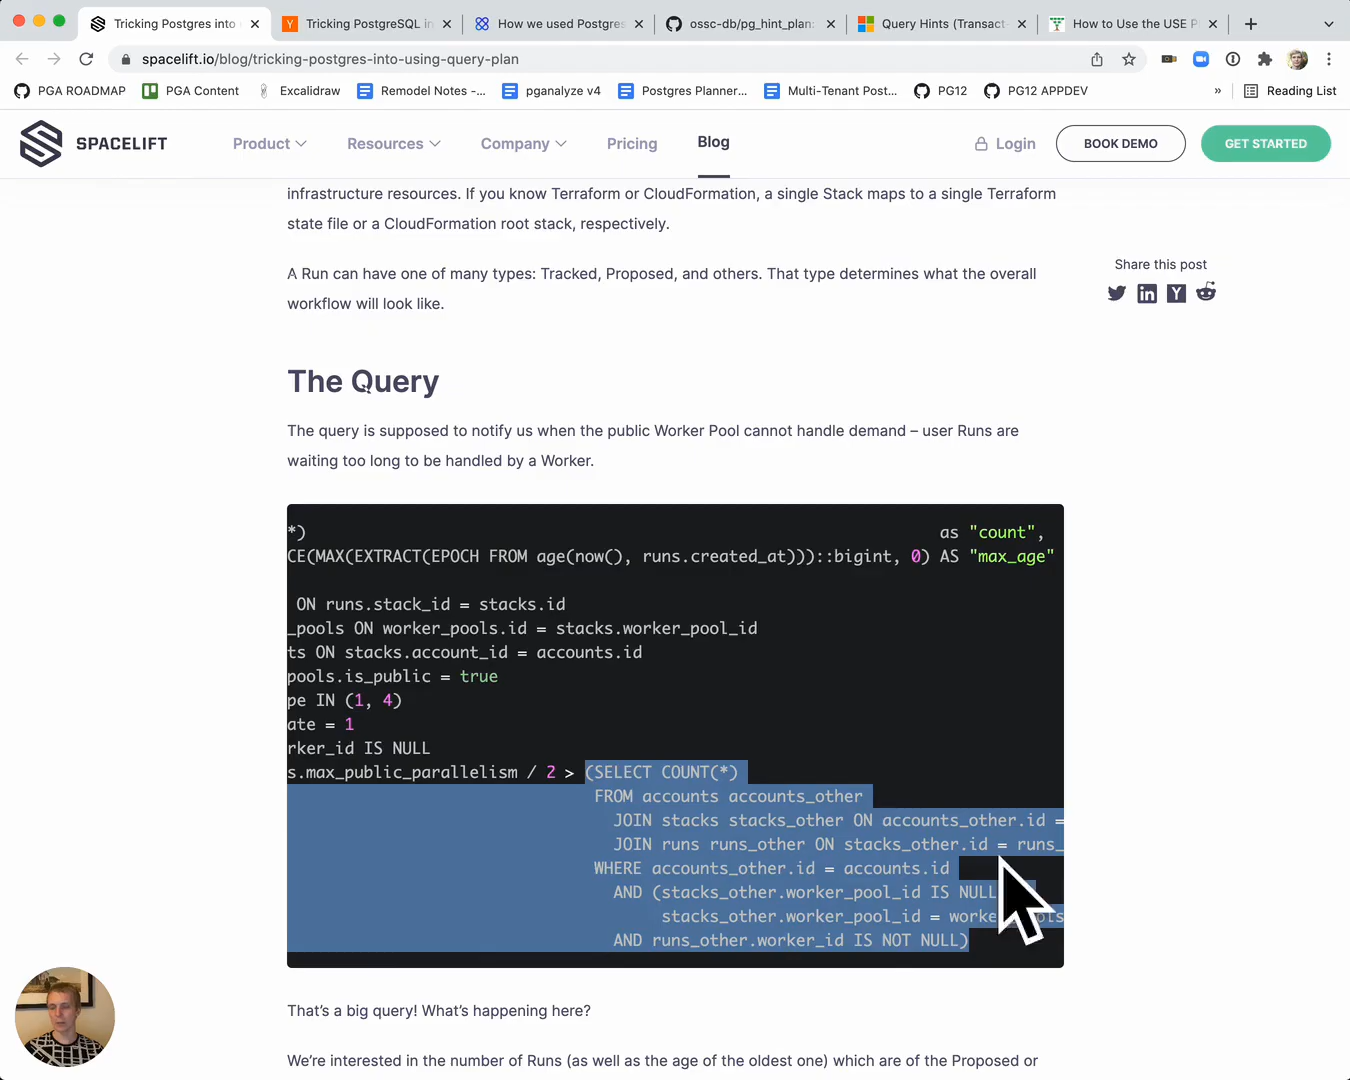 Tricking Postgres into
Tricking PostgreSQL in
How we used Postgres
ossc-db/pg_hint_plan:
Query Hints (Transact-
How to Use the USE P
spacelift.io/blog/tricking-postgres-into-using-query-plan
PGA ROADMAP
PGA Content
Excalidraw
Remodel Notes -...
pganalyze v4
Postgres Planner...
Multi-Tenant Post...
PG12
PG12 APPDEV
»
Reading List
SPACELIFT
Product
Resources
Company
Pricing
Blog
Login
BOOK DEMO
GET STARTED
infrastructure resources. If you know Terraform or CloudFormation, a single Stack maps to a single Terraform
state file or a CloudFormation root stack, respectively.
A Run can have one of many types: Tracked, Proposed, and others. That type determines what the overall
workflow will look like.
Share this post
The Query
The query is supposed to notify us when the public Worker Pool cannot handle demand – user Runs are
waiting too long to be handled by a Worker.
*) as "count",
CE(MAX(EXTRACT(EPOCH FROM age(now(), runs.created_at)))::bigint, 0) AS "max_age"
ON runs.stack_id = stacks.id
_pools ON worker_pools.id = stacks.worker_pool_id
ts ON stacks.account_id = accounts.id
pools.is_public = true
pe IN (1, 4)
ate = 1
rker_id IS NULL
s.max_public_parallelism / 2 > (SELECT COUNT(*)
FROM accounts accounts_other
JOIN stacks stacks_other ON accounts_other.id =
JOIN runs runs_other ON stacks_other.id = runs_
WHERE accounts_other.id = accounts.id
AND (stacks_other.worker_pool_id IS NULL
stacks_other.worker_pool_id =
AND runs_other.worker_id IS NOT NULL)
That's a big query! What's happening here?
We're interested in the number of Runs (as well as the age of the oldest one) which are of the Proposed or